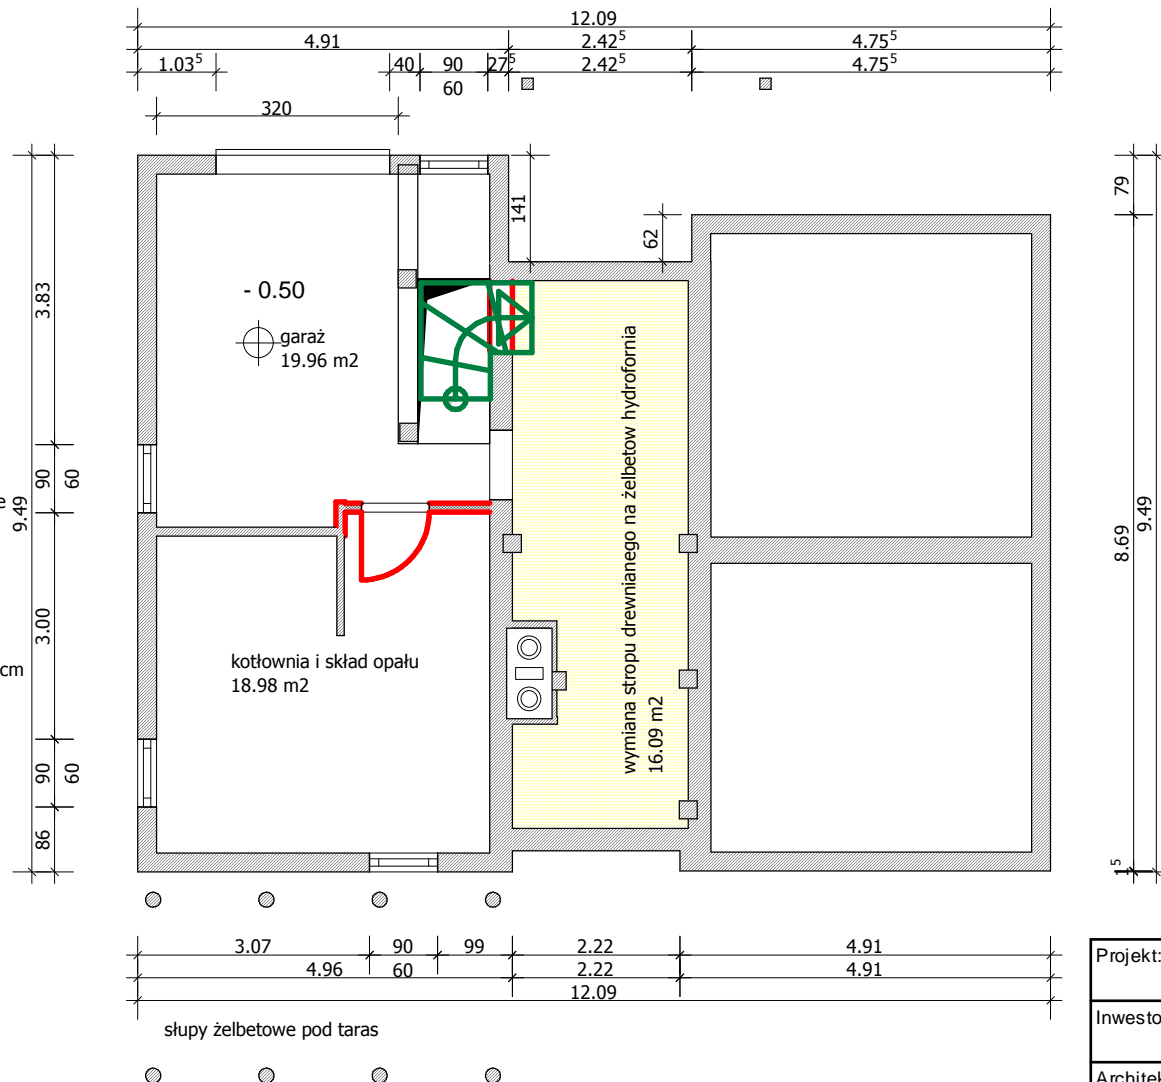 12.09
4.91 2.42⁵ 4.75⁵
1.03⁵ 40 90 27⁵ 2.42⁵ 4.75⁵
60
320
141
62
79
3.83
90
60
9.49
3.00
90
60
86
8.69
9.49
5
- 0.50
garaż
19.96 m2
wymiana stropu drewnianego na żelbetow hydrofornia
16.09 m2
kotłownia i skład opału
18.98 m2
cm
3.07 90 99 2.22 4.91
4.96 60 2.22 4.91
12.09
słupy żelbetowe pod taras
Projekt:
Inwesto
Architek